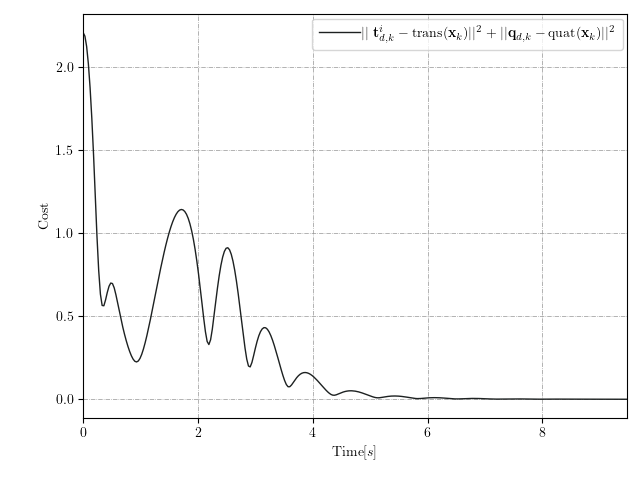 || t^i_{d,k} − trans(x_k)||^2 + ||q_{d,k} − quat(x_k)||^2
2.0
1.5
1.0
0.5
0.0
Cost
0 2 4 6 8
Time[s]